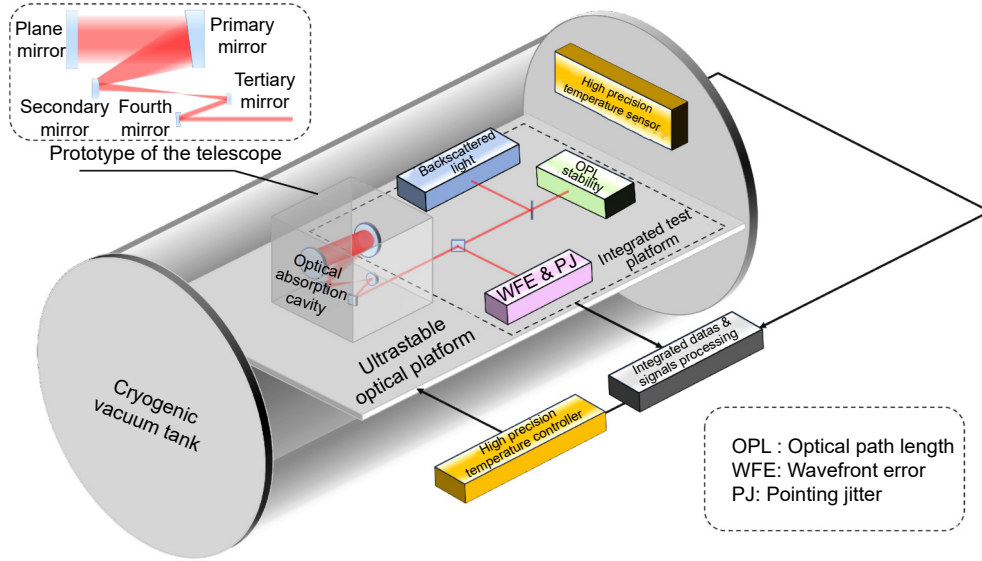 Plane
mirror
Primary
mirror
Secondary
mirror
Fourth
mirror
Tertiary
mirror
Prototype of the telescope
High precision
temperature sensor
Backscattered
light
OPL
stability
Optical
absorption
cavity
WFE & PJ
Integrated test
platform
Ultrastable
optical platform
Integrated datas &
signals processing
Cryogenic
vacuum tank
High precision
temperature controller
OPL : Optical path length
WFE: Wavefront error
PJ: Pointing jitter